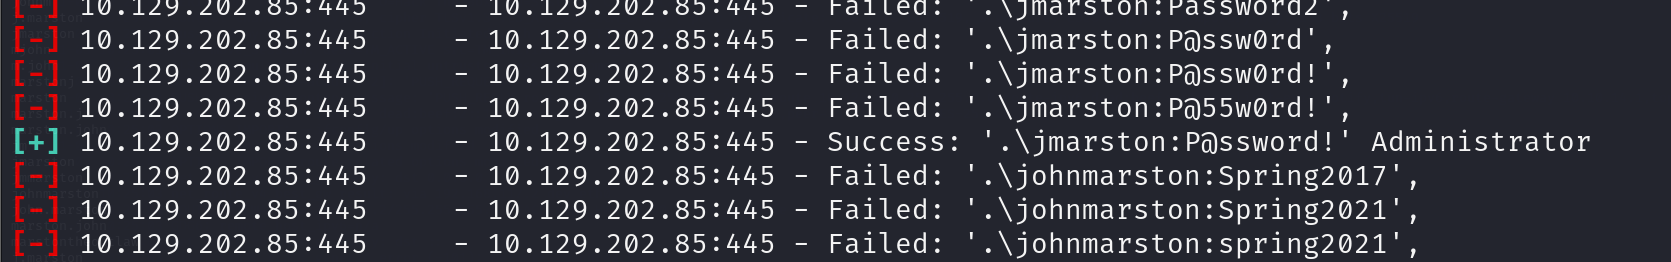 [-] 10.129.202.85:445 - 10.129.202.85:445 - Failed: '.\jmarston:Password2',
[-] 10.129.202.85:445 - 10.129.202.85:445 - Failed: '.\jmarston:P@ssw0rd',
[-] 10.129.202.85:445 - 10.129.202.85:445 - Failed: '.\jmarston:P@ssw0rd!',
[-] 10.129.202.85:445 - 10.129.202.85:445 - Failed: '.\jmarston:P@55w0rd!',
[+] 10.129.202.85:445 - 10.129.202.85:445 - Success: '.\jmarston:P@ssword!' Administrator
[-] 10.129.202.85:445 - 10.129.202.85:445 - Failed: '.\johnmarston:Spring2017',
[-] 10.129.202.85:445 - 10.129.202.85:445 - Failed: '.\johnmarston:Spring2021',
[-] 10.129.202.85:445 - 10.129.202.85:445 - Failed: '.\johnmarston:spring2021',